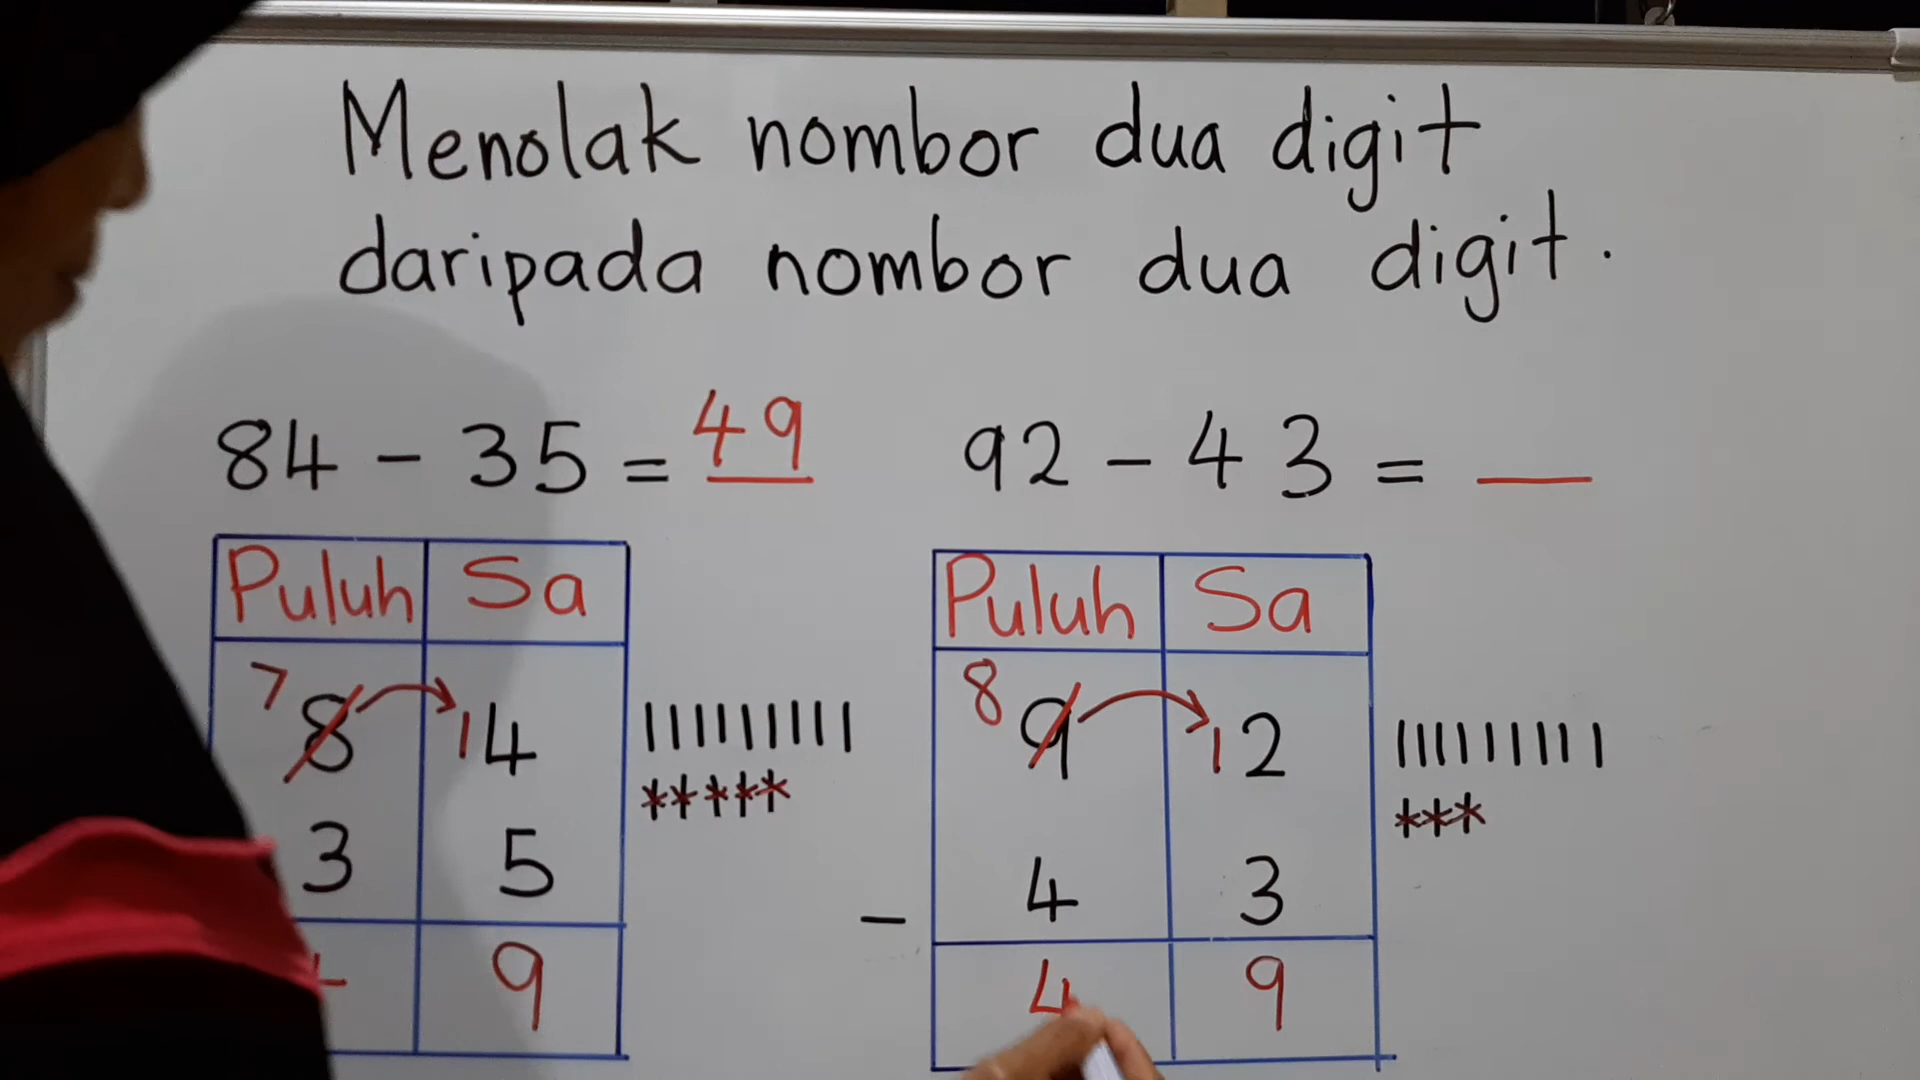 Menolak nombor dua digit
daripada nombor dua digit.
84 - 35 = 49
92 - 43 = __
Puluh Sa
7 8 14
3 5
9
Puluh Sa
8 9 12
- 4 3
4 9